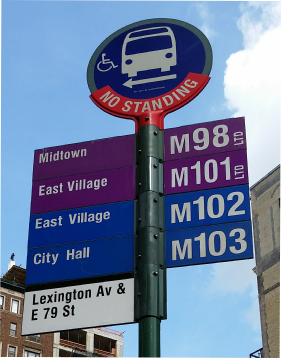 NO STANDING
Midtown M98 LTD
East Village M101 LTD
East Village M102
City Hall M103
Lexington Av &
E 79 St